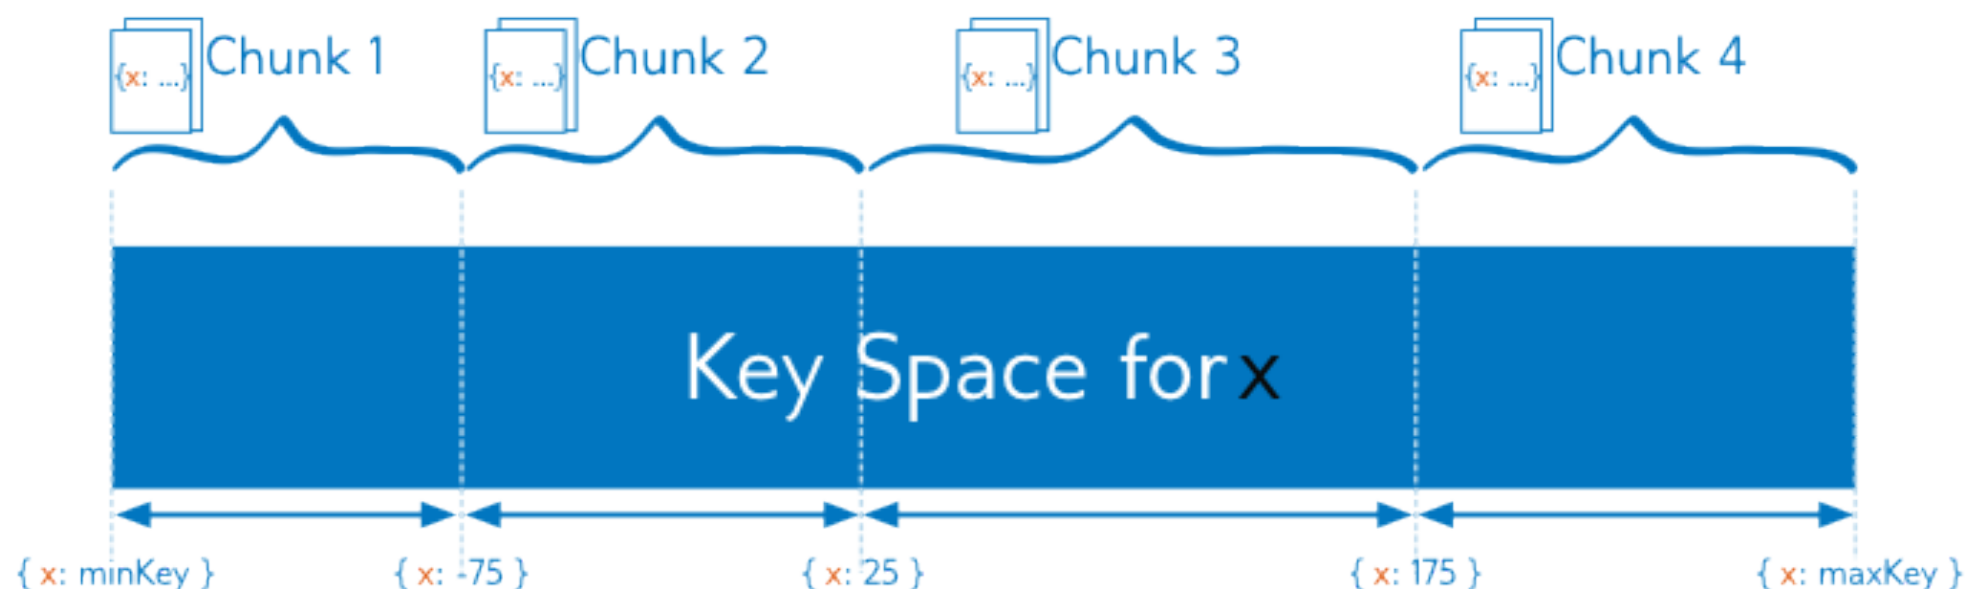 Chunk 1 Chunk 2 Chunk 3 Chunk 4
{x: ...} {x: ...} {x: ...} {x: ...}
Key Space for x
{ x: minKey } { x: -75 } { x: 25 } { x: 175 } { x: maxKey }